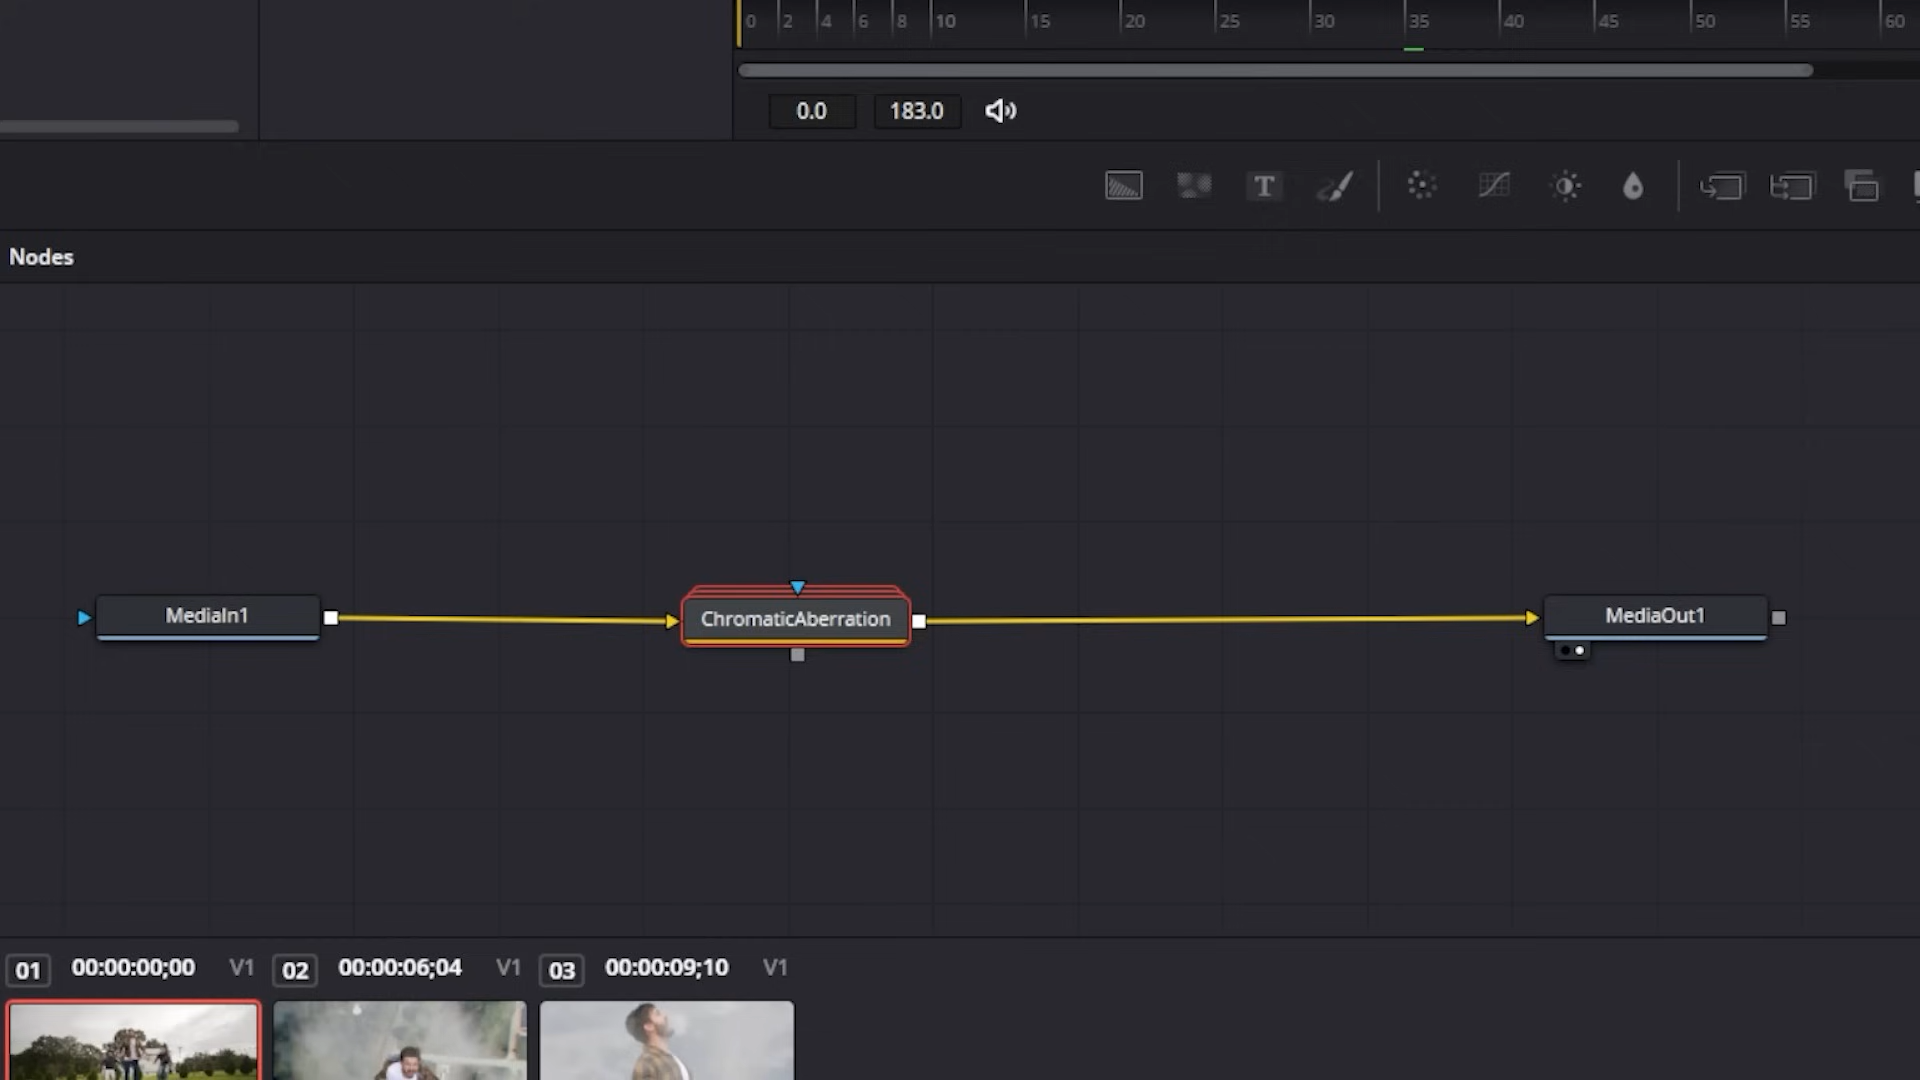 0 2 4 6 8 10 15 20 25 30 35 40 45 50 55 60
0.0 183.0
T
Nodes
MediaIn1 ChromaticAberration MediaOut1
01 00:00:00;00 V1 02 00:00:06;04 V1 03 00:00:09;10 V1